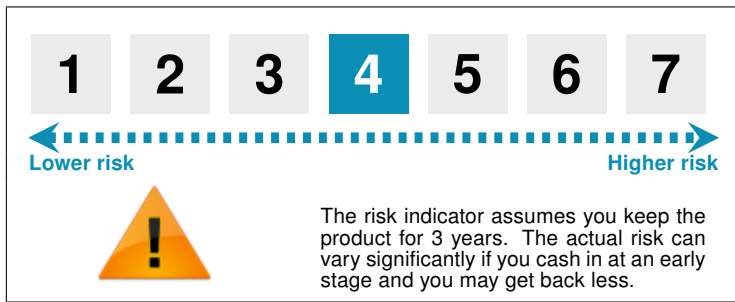 1 2 3 4 5 6 7
Lower risk Higher risk
!
The risk indicator assumes you keep the
product for 3 years. The actual risk can
vary significantly if you cash in at an early
stage and you may get back less.